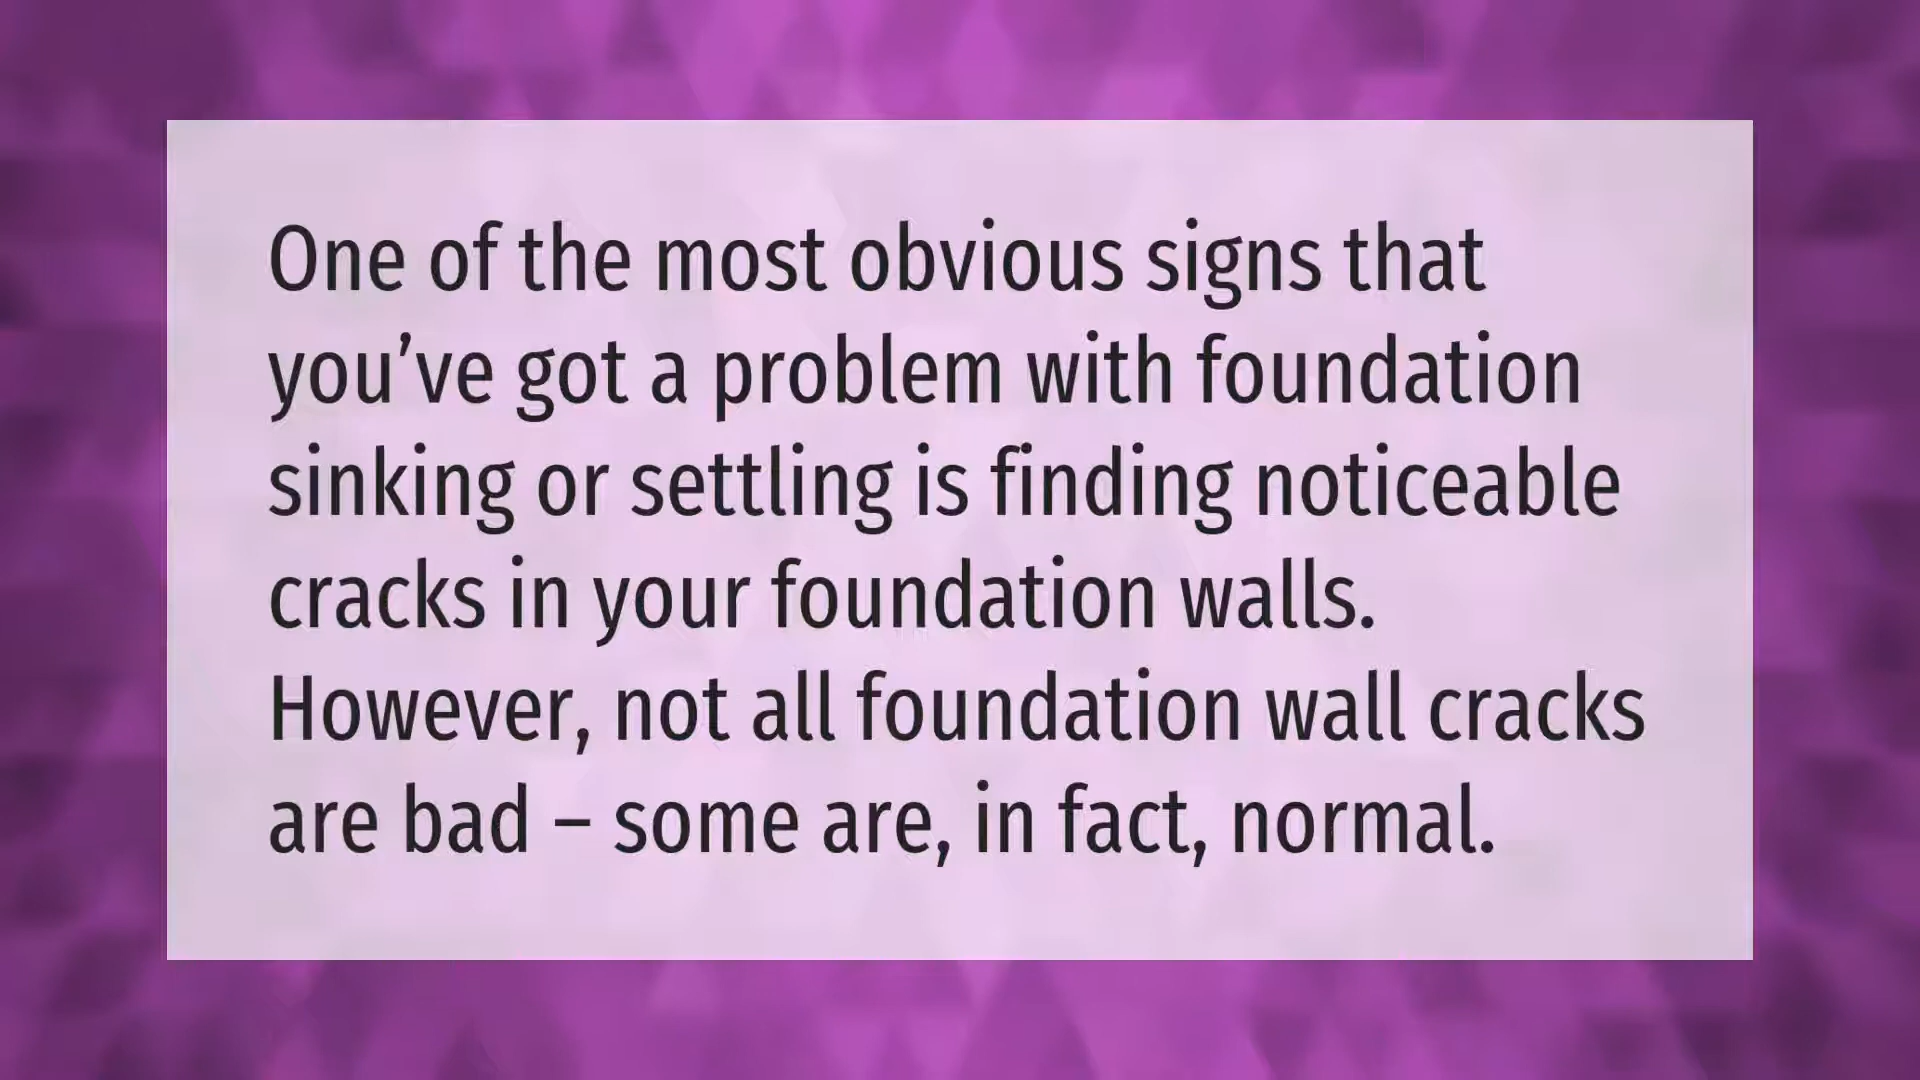 One of the most obvious signs that
you’ve got a problem with foundation
sinking or settling is finding noticeable
cracks in your foundation walls.
However, not all foundation wall cracks
are bad – some are, in fact, normal.